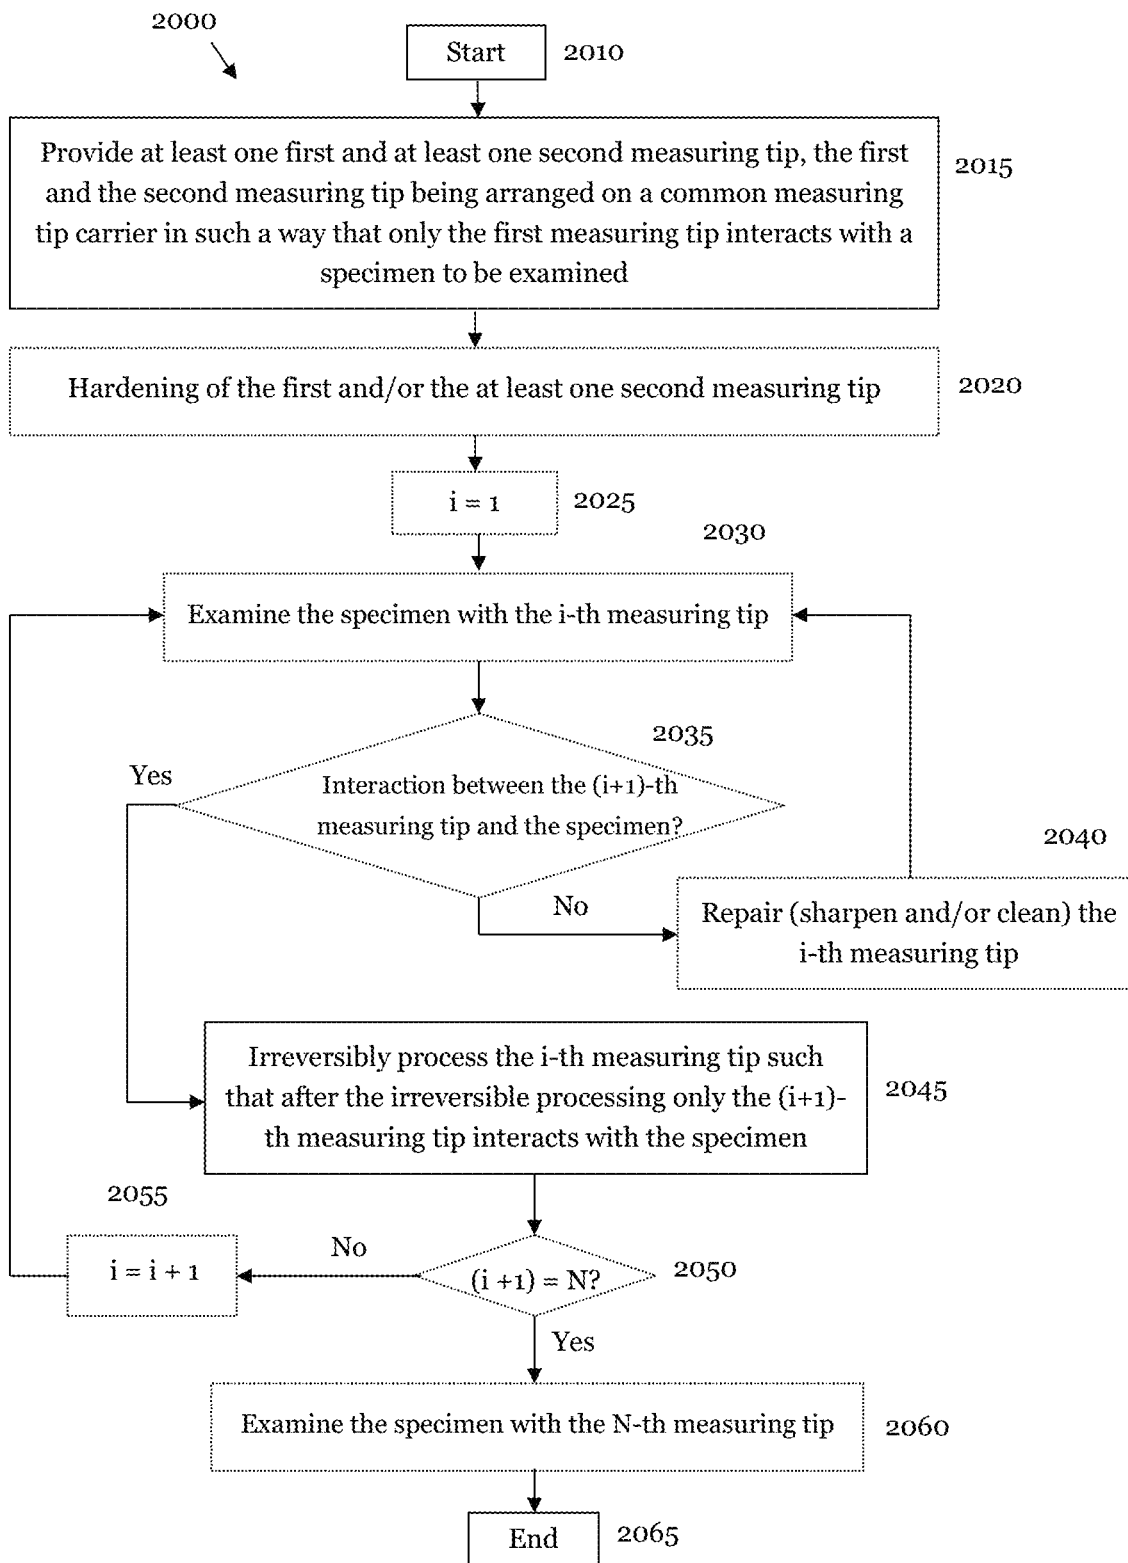 2000
Start
2010
Provide at least one first and at least one second measuring tip, the first
and the second measuring tip being arranged on a common measuring
tip carrier in such a way that only the first measuring tip interacts with a
specimen to be examined
2015
Hardening of the first and/or the at least one second measuring tip
2020
i = 1
2025
2030
Examine the specimen with the i-th measuring tip
2035
Yes
Interaction between the (i+1)-th
measuring tip and the specimen?
2040
No
Repair (sharpen and/or clean) the
i-th measuring tip
Irreversibly process the i-th measuring tip such
that after the irreversible processing only the (i+1)-
th measuring tip interacts with the specimen
2045
2055
No
i = i + 1
(i +1) = N?
2050
Yes
Examine the specimen with the N-th measuring tip
2060
End
2065